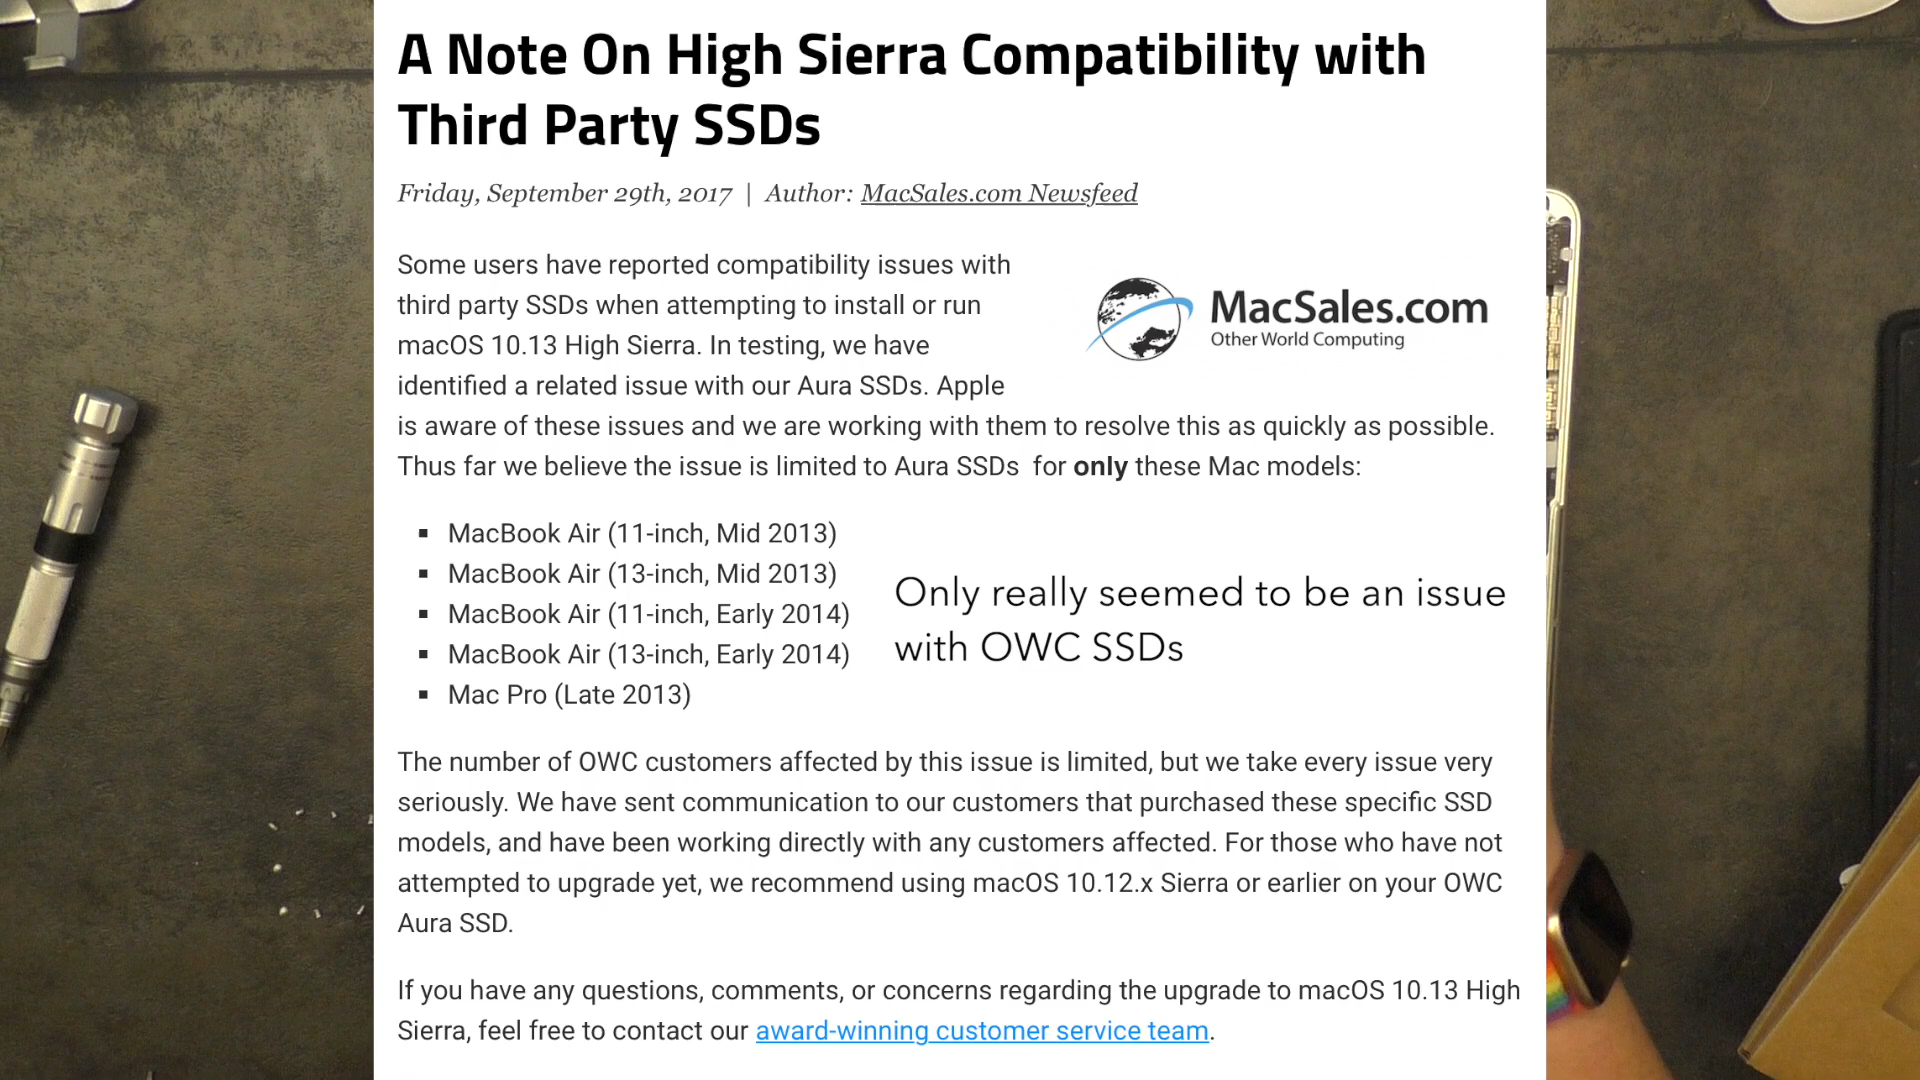 A Note On High Sierra Compatibility with
Third Party SSDs
Friday, September 29th, 2017 | Author: MacSales.com Newsfeed
Some users have reported compatibility issues with
third party SSDs when attempting to install or run
macOS 10.13 High Sierra. In testing, we have
identified a related issue with our Aura SSDs. Apple
is aware of these issues and we are working with them to resolve this as quickly as possible.
Thus far we believe the issue is limited to Aura SSDs for only these Mac models:
MacSales.com
Other World Computing
▪ MacBook Air (11-inch, Mid 2013)
▪ MacBook Air (13-inch, Mid 2013)
▪ MacBook Air (11-inch, Early 2014)
▪ MacBook Air (13-inch, Early 2014)
▪ Mac Pro (Late 2013)
Only really seemed to be an issue
with OWC SSDs
The number of OWC customers affected by this issue is limited, but we take every issue very
seriously. We have sent communication to our customers that purchased these specific SSD
models, and have been working directly with any customers affected. For those who have not
attempted to upgrade yet, we recommend using macOS 10.12.x Sierra or earlier on your OWC
Aura SSD.
If you have any questions, comments, or concerns regarding the upgrade to macOS 10.13 High
Sierra, feel free to contact our award-winning customer service team.